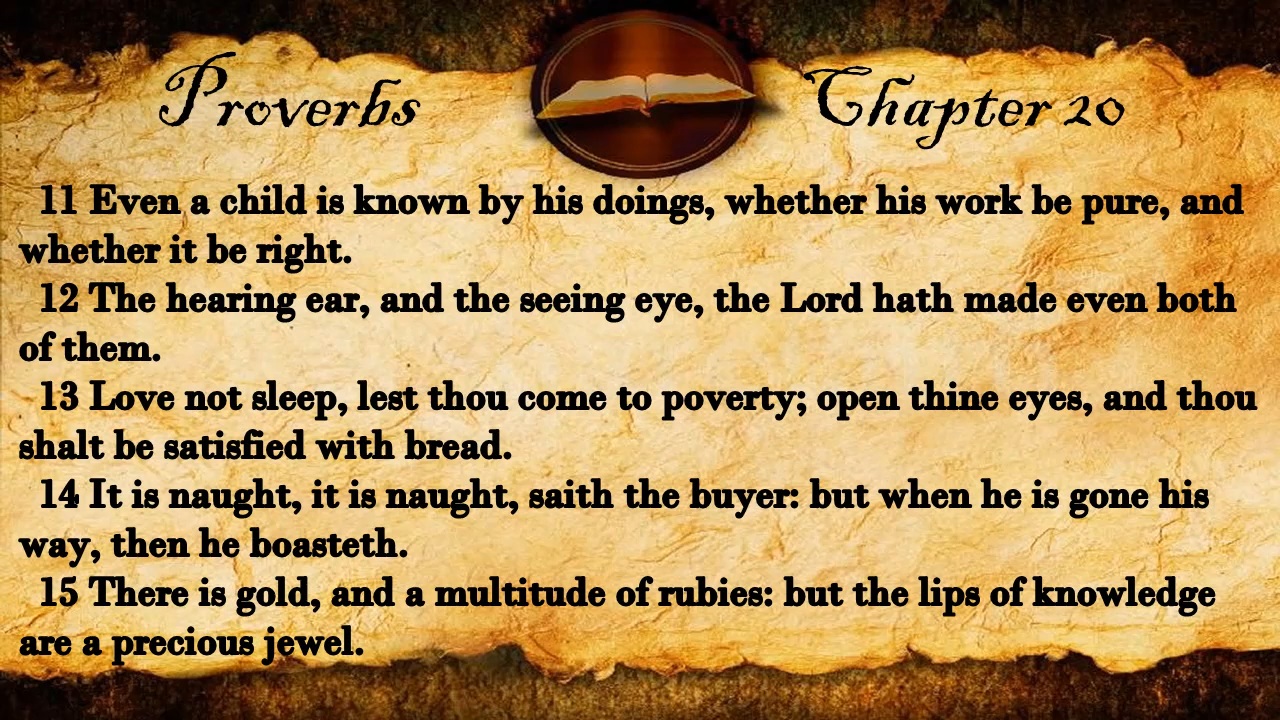 Proverbs Chapter 20
11 Even a child is known by his doings, whether his work be pure, and
whether it be right.
12 The hearing ear, and the seeing eye, the Lord hath made even both
of them.
13 Love not sleep, lest thou come to poverty; open thine eyes, and thou
shalt be satisfied with bread.
14 It is naught, it is naught, saith the buyer: but when he is gone his
way, then he boasteth.
15 There is gold, and a multitude of rubies: but the lips of knowledge
are a precious jewel.